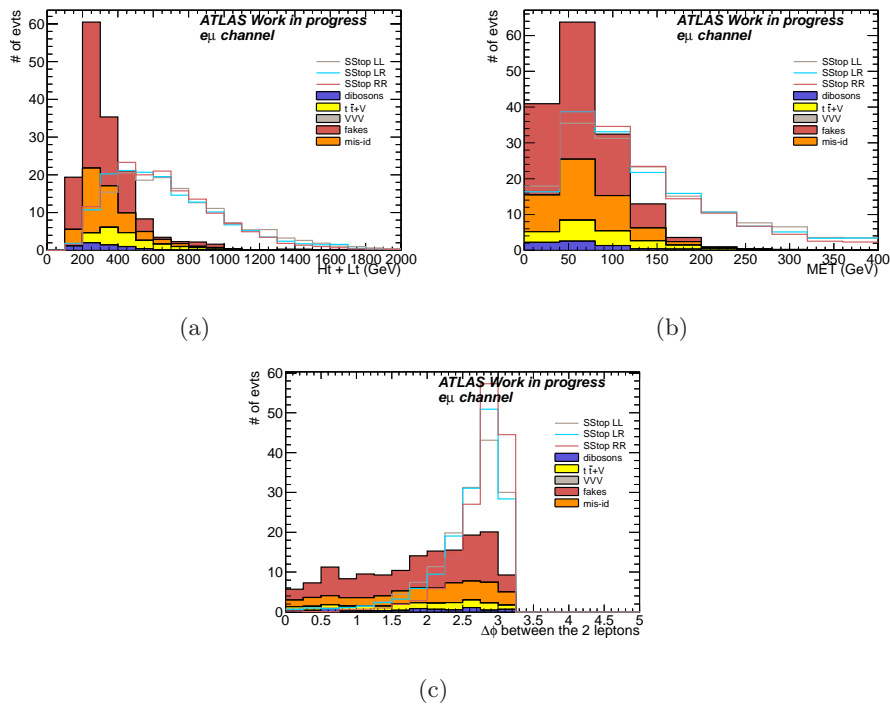 # of evts
60
50
40
30
20
10
0
ATLAS Work in progress
eμ channel
SStop LL
SStop LR
SStop RR
dibosons
t t̄+V
VVV
fakes
mis-id
0 200 400 600 800 1000 1200 1400 1600 1800 2000
Ht + Lt (GeV)
(a)
# of evts
60
50
40
30
20
10
0
ATLAS Work in progress
eμ channel
SStop LL
SStop LR
SStop RR
dibosons
t t̄+V
VVV
fakes
mis-id
0 50 100 150 200 250 300 350 400
MET (GeV)
(b)
# of evts
60
50
40
30
20
10
0
ATLAS Work in progress
eμ channel
SStop LL
SStop LR
SStop RR
dibosons
t t̄+V
VVV
fakes
mis-id
0 0.5 1 1.5 2 2.5 3 3.5 4 4.5 5
Δϕ between the 2 leptons
(c)